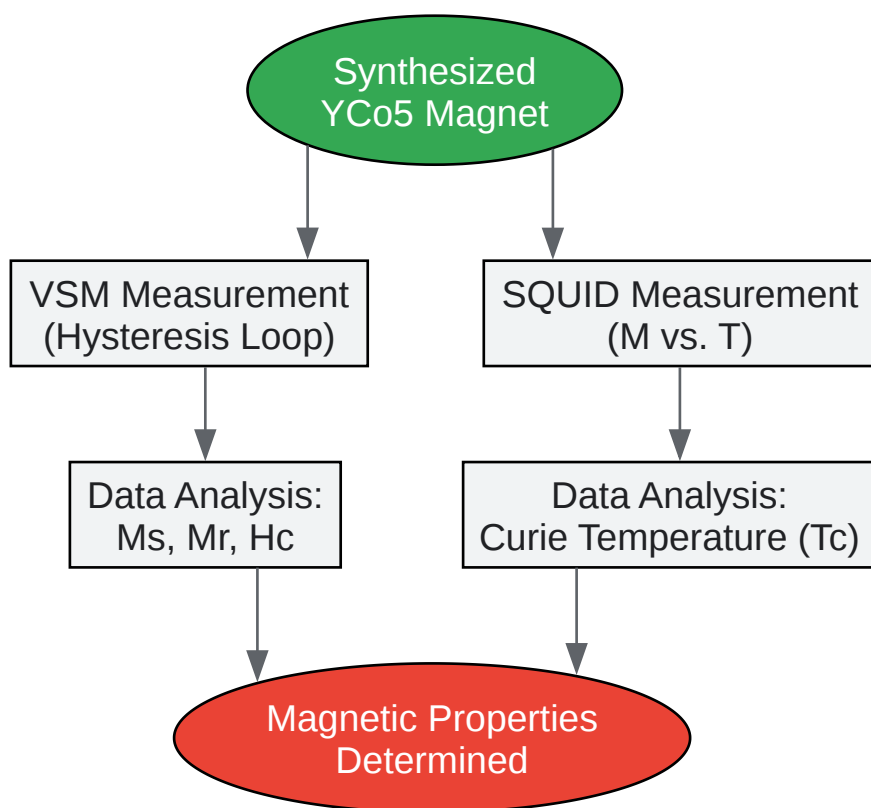 Synthesized
YCo5 Magnet
VSM Measurement
(Hysteresis Loop)
SQUID Measurement
(M vs. T)
Data Analysis:
Ms, Mr, Hc
Data Analysis:
Curie Temperature (Tc)
Magnetic Properties
Determined